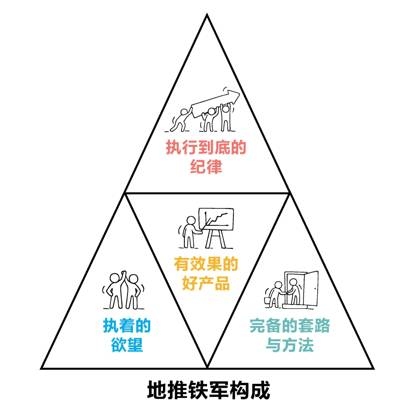 执行到底的
纪律
有效果的
好产品
执着的
欲望
完备的套路
与方法
地推铁军构成